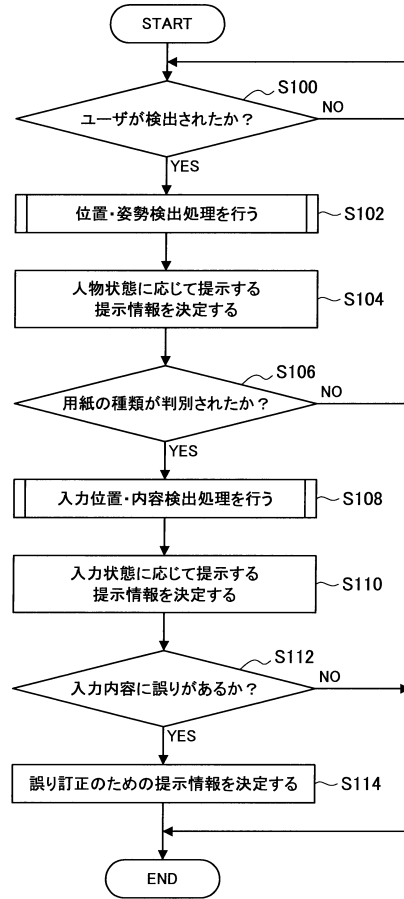 START
ユーザが検出されたか？
S100
NO
YES
位置・姿勢検出処理を行う
S102
人物状態に応じて提示する
提示情報を決定する
S104
用紙の種類が判別されたか？
S106
NO
YES
入力位置・内容検出処理を行う
S108
入力状態に応じて提示する
提示情報を決定する
S110
入力内容に誤りがあるか？
S112
NO
YES
誤り訂正のための提示情報を決定する
S114
END